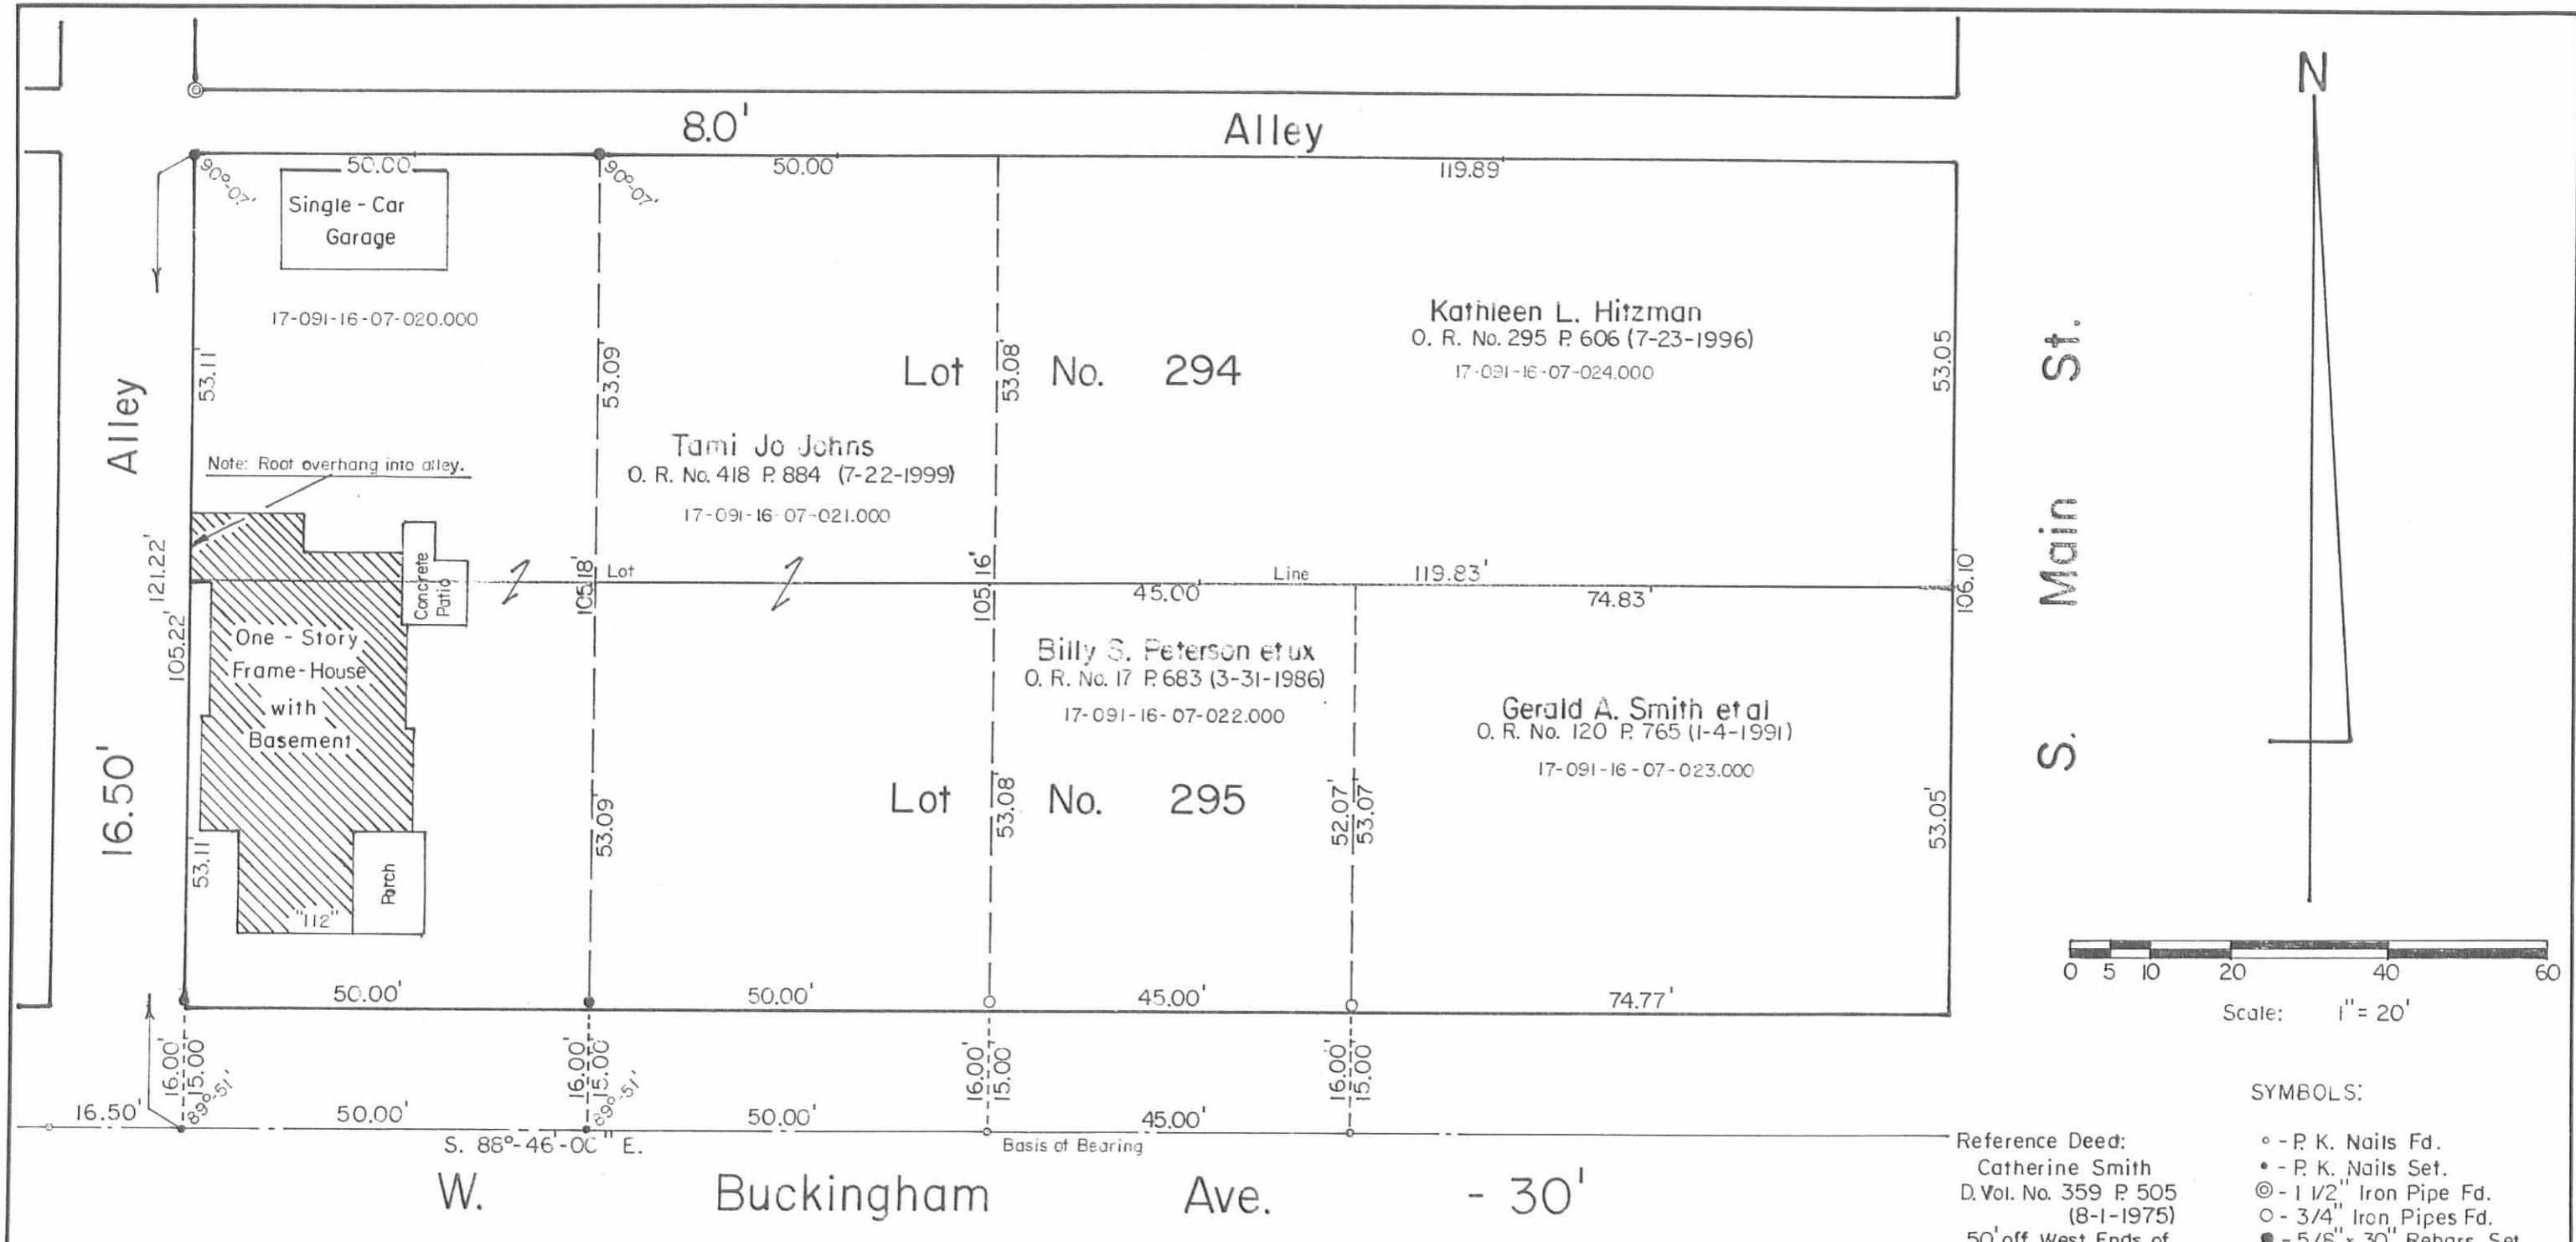 N
8.0' Alley
50.00
50.00
119.89
90°-07'
90°-07'
Single - Car
Garage
17-091-16-07-020.000
53.11'
53.09'
53.08'
53.05
Kathleen L. Hitzman
O. R. No. 295 P. 606 (7-23-1996)
17-091-16-07-024.000
Lot No. 294
Alley
16.50'
S. Main St.
Tami Jo Johns
O. R. No. 418 P. 884 (7-22-1999)
17-091-16-07-021.000
Note: Roof overhang into alley.
121.22'
105.22'
105.18'
105.16'
106.10'
Concrete
Patio
Lot Line
119.83'
45.00'
74.83'
One - Story
Frame-House
with
Basement
"112"
Porch
Billy S. Peterson et ux
O. R. No. 17 P. 683 (3-31-1986)
17-091-16-07-022.000
Gerald A. Smith et al
O. R. No. 120 P. 765 (1-4-1991)
17-091-16-07-023.000
Lot No. 295
53.11'
53.09'
53.08'
52.07'
53.07'
53.05'
50.00'
50.00'
45.00'
74.77'
0 5 10 20 40 60
Scale: 1" = 20'
16.00'
15.00'
16.00'
15.00'
16.00'
15.00'
16.00'
15.00'
89°-51'
89°-51'
16.50'
50.00'
50.00'
45.00'
S. 88°-46'-00" E.
Basis of Bearing
W. Buckingham Ave. - 30'
Reference Deed:
Catherine Smith
D. Vol. No. 359 P. 505
(8-1-1975)
50' off West Ends of
SYMBOLS:
- P. K. Nails Fd.
- P. K. Nails Set.
- 1 1/2" Iron Pipe Fd.
- 3/4" Iron Pipes Fd.
- 5/8" x 30" Rebars Set